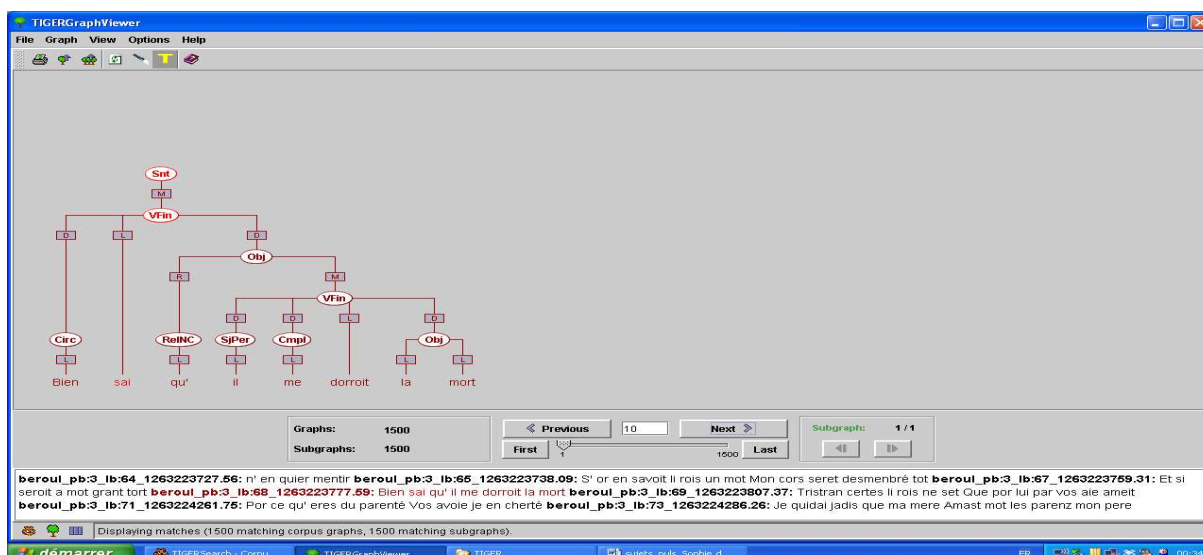 TIGERGraphViewer
File Graph View Options Help
T
Snt
M
VFin
D L D
Obj
R M
VFin
D D L D
Circ RelNC SjPer Cmpl Obj
L L L L L L
Bien sai qu' il me dorroit la mort
Graphs: 1500 Previous 10 Next Subgraph: 1 / 1
Subgraphs: 1500 First 1 1500 Last
beroul_pb:3_lb:64_1263223727.56: n' en quier mentir beroul_pb:3_lb:65_1263223738.09: S' or en savoit li rois un mot Mon cors seret desmenbré tot beroul_pb:3_lb:67_1263223759.31: Et si
seroit a mot grant tort beroul_pb:3_lb:68_1263223777.59: Bien sai qu' il me dorroit la mort beroul_pb:3_lb:69_1263223807.37: Tristran certes li rois ne set Que por lui par vos aie ameit
beroul_pb:3_lb:71_1263224261.75: Por ce qu' eres du parenté Vos avoie je en cherté beroul_pb:3_lb:73_1263224286.26: Je quidai jadis que ma mere Amast mot les parenz mon pere
Displaying matches (1500 matching corpus graphs, 1500 matching subgraphs).
démarrer TIGERSearch - Corpu... TIGERGraphViewer TIGER sujets_nuls_Sophie_d... FR